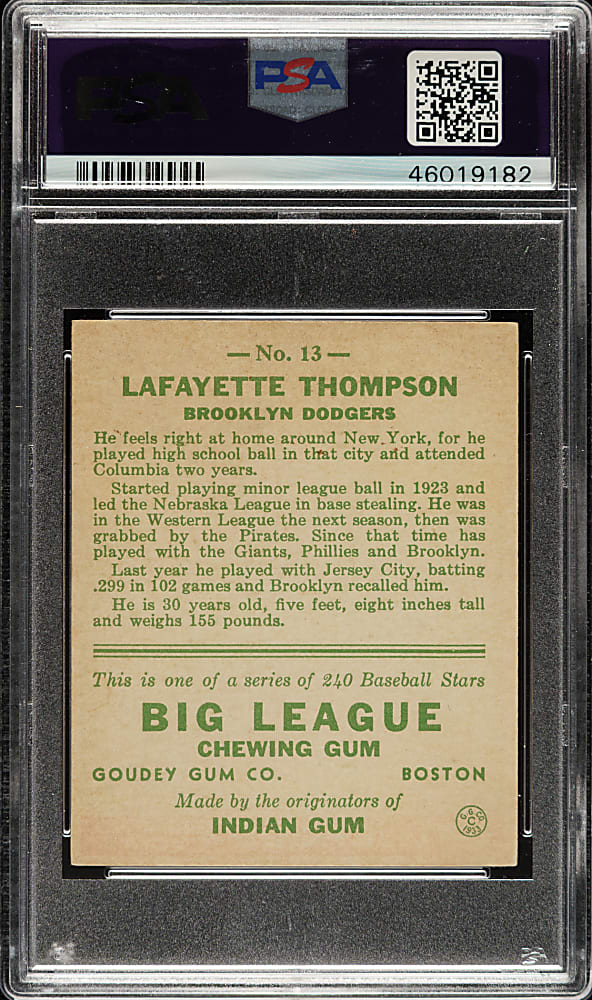 PSA
PSA
46019182
— No. 13 —
LAFAYETTE THOMPSON
BROOKLYN DODGERS
He feels right at home around New York, for he
played high school ball in that city and attended
Columbia two years.
Started playing minor league ball in 1923 and
led the Nebraska League in base stealing. He was
in the Western League the next season, then was
grabbed by the Pirates. Since that time has
played with the Giants, Phillies and Brooklyn.
Last year he played with Jersey City, batting
.299 in 102 games and Brooklyn recalled him.
He is 30 years old, five feet, eight inches tall
and weighs 155 pounds.
This is one of a series of 240 Baseball Stars
BIG LEAGUE
CHEWING GUM
GOUDEY GUM CO. BOSTON
Made by the originators of
INDIAN GUM
G. G. CO.
C
1933